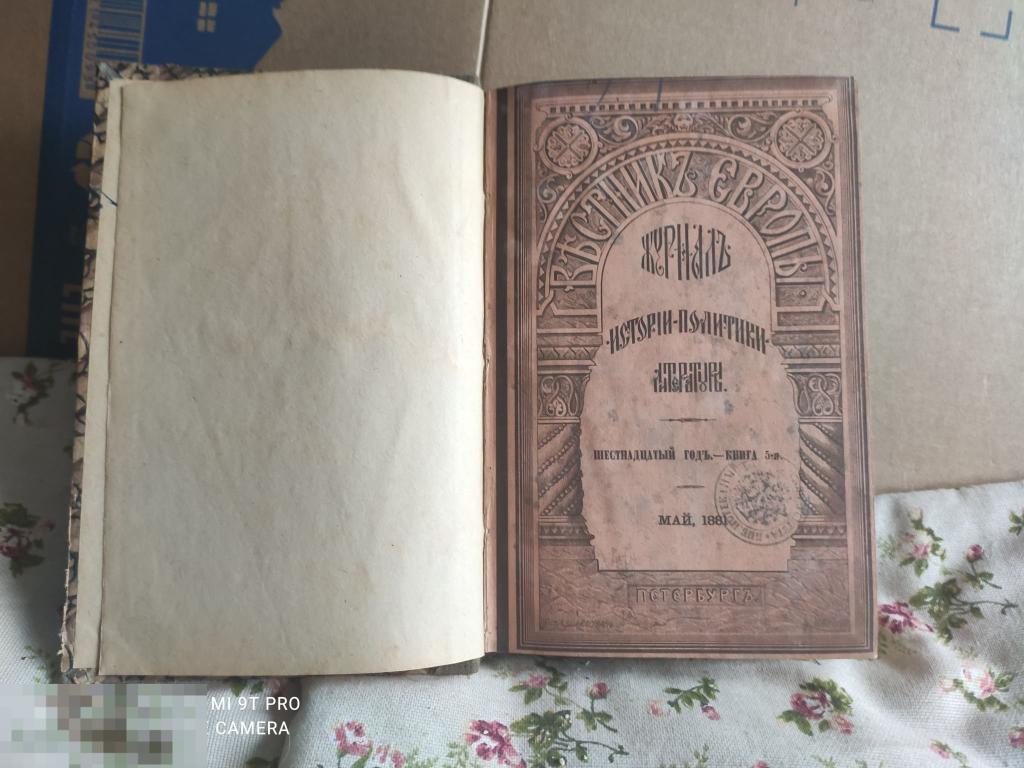 ВѢСТНИКЪ ЕВРОПЫ
ЖУРНАЛЪ
ИСТОРІИ-ПОЛИТИКИ-
ЛИТЕРАТУРЫ.
ШЕСТНАДЦАТЫЙ ГОДЪ.—КНИГА 5-я.
МАЙ, 1881
ПЕТЕРБУРГЪ
MI 9T PRO
CAMERA